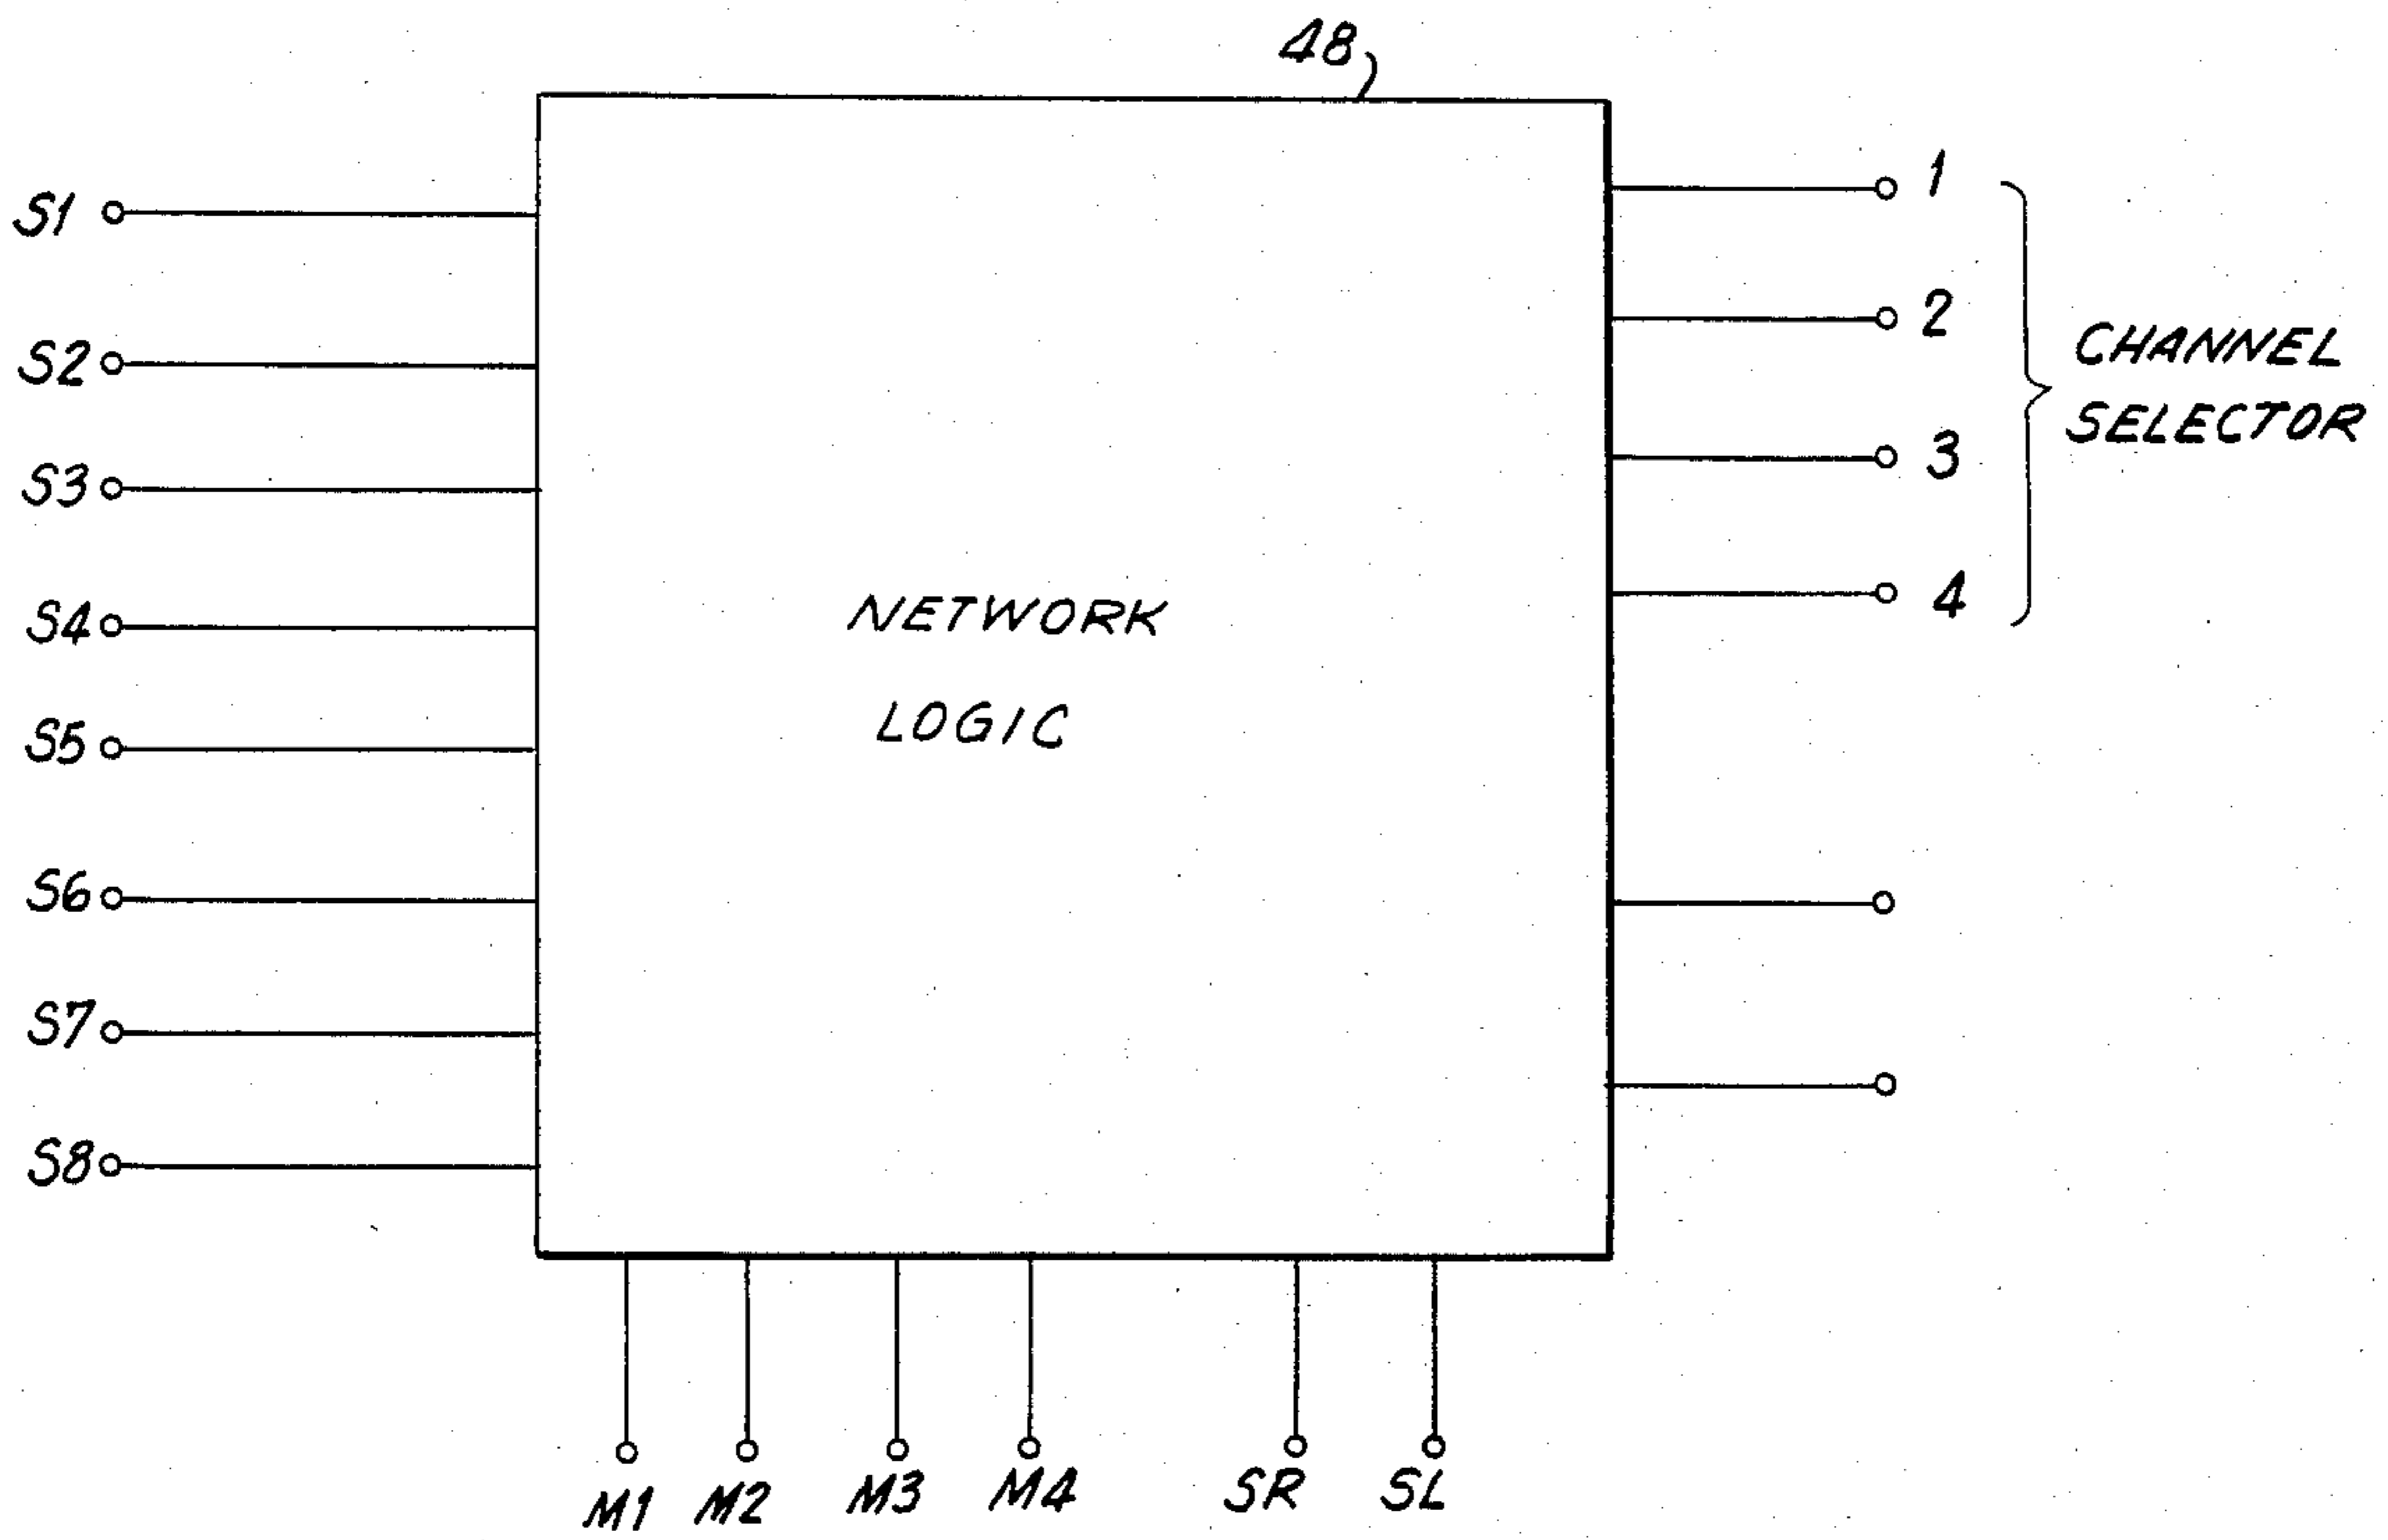 48
S1
S2
S3
S4
S5
S6
S7
S8
NETWORK
LOGIC
1
2
3
4
CHANNEL
SELECTOR
M1
M2
M3
M4
SR
SL